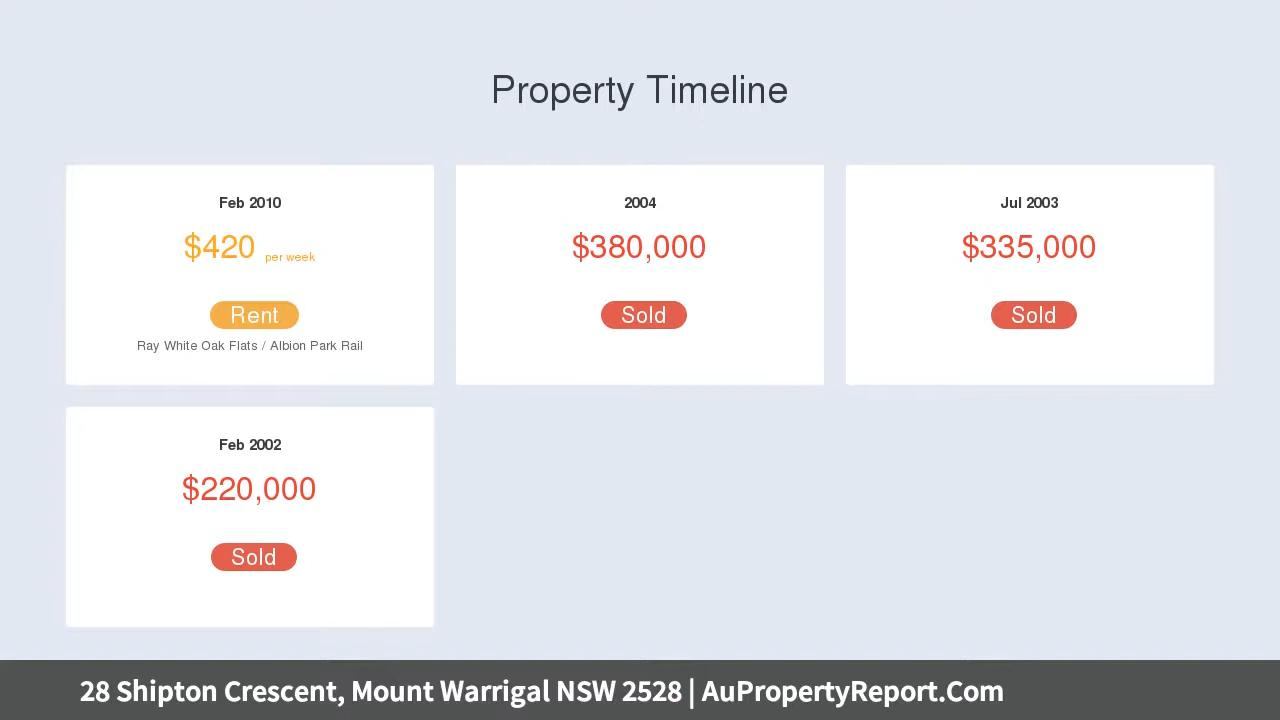 Property Timeline
Feb 2010
$420 per week
Rent
Ray White Oak Flats / Albion Park Rail
2004
$380,000
Sold
Jul 2003
$335,000
Sold
Feb 2002
$220,000
Sold
28 Shipton Crescent, Mount Warrigal NSW 2528 | AuPropertyReport.Com